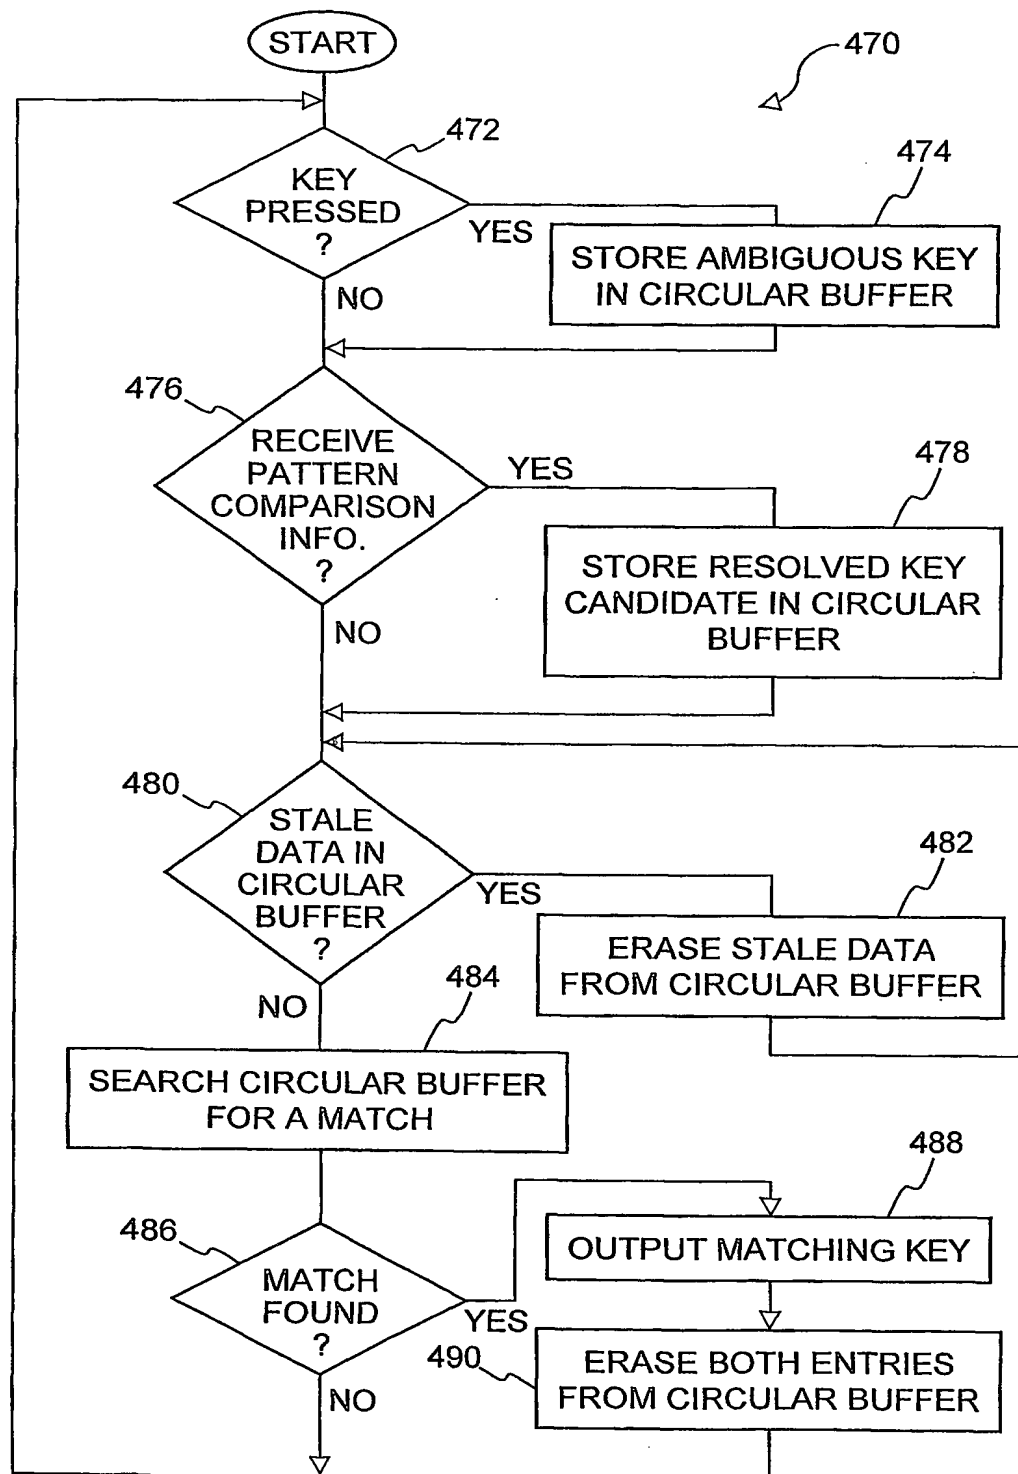 START
470
472
KEY
PRESSED
?
YES
NO
474
STORE AMBIGUOUS KEY
IN CIRCULAR BUFFER
476
RECEIVE
PATTERN
COMPARISON
INFO.
?
YES
NO
478
STORE RESOLVED KEY
CANDIDATE IN CIRCULAR
BUFFER
480
STALE
DATA IN
CIRCULAR
BUFFER
?
YES
NO
482
ERASE STALE DATA
FROM CIRCULAR BUFFER
484
SEARCH CIRCULAR BUFFER
FOR A MATCH
486
MATCH
FOUND
?
YES
NO
488
OUTPUT MATCHING KEY
490
ERASE BOTH ENTRIES
FROM CIRCULAR BUFFER